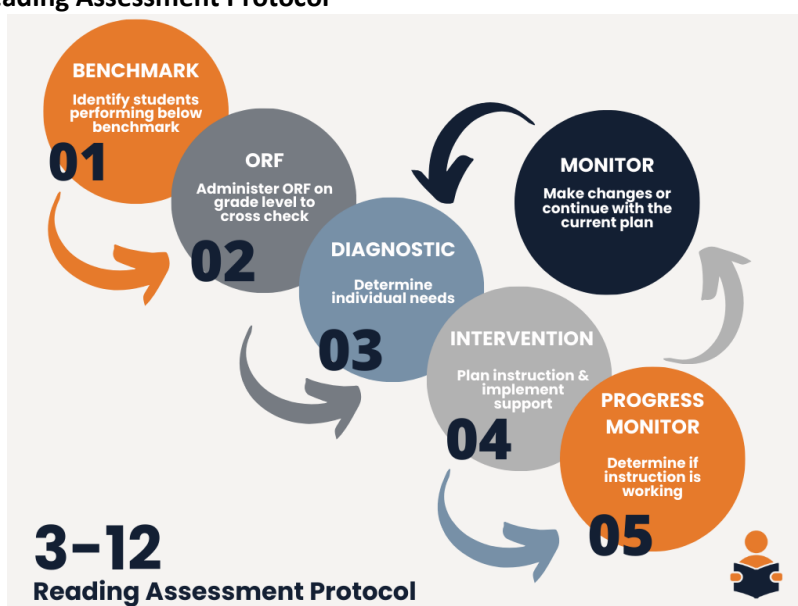 BENCHMARK
Identify students
performing below
benchmark
01
ORF
Administer ORF on
grade level to
cross check
02
DIAGNOSTIC
Determine
individual needs
03
INTERVENTION
Plan instruction &
implement
support
04
PROGRESS
MONITOR
Determine if
instruction is
working
05
MONITOR
Make changes or
continue with the
current plan
3-12
Reading Assessment Protocol